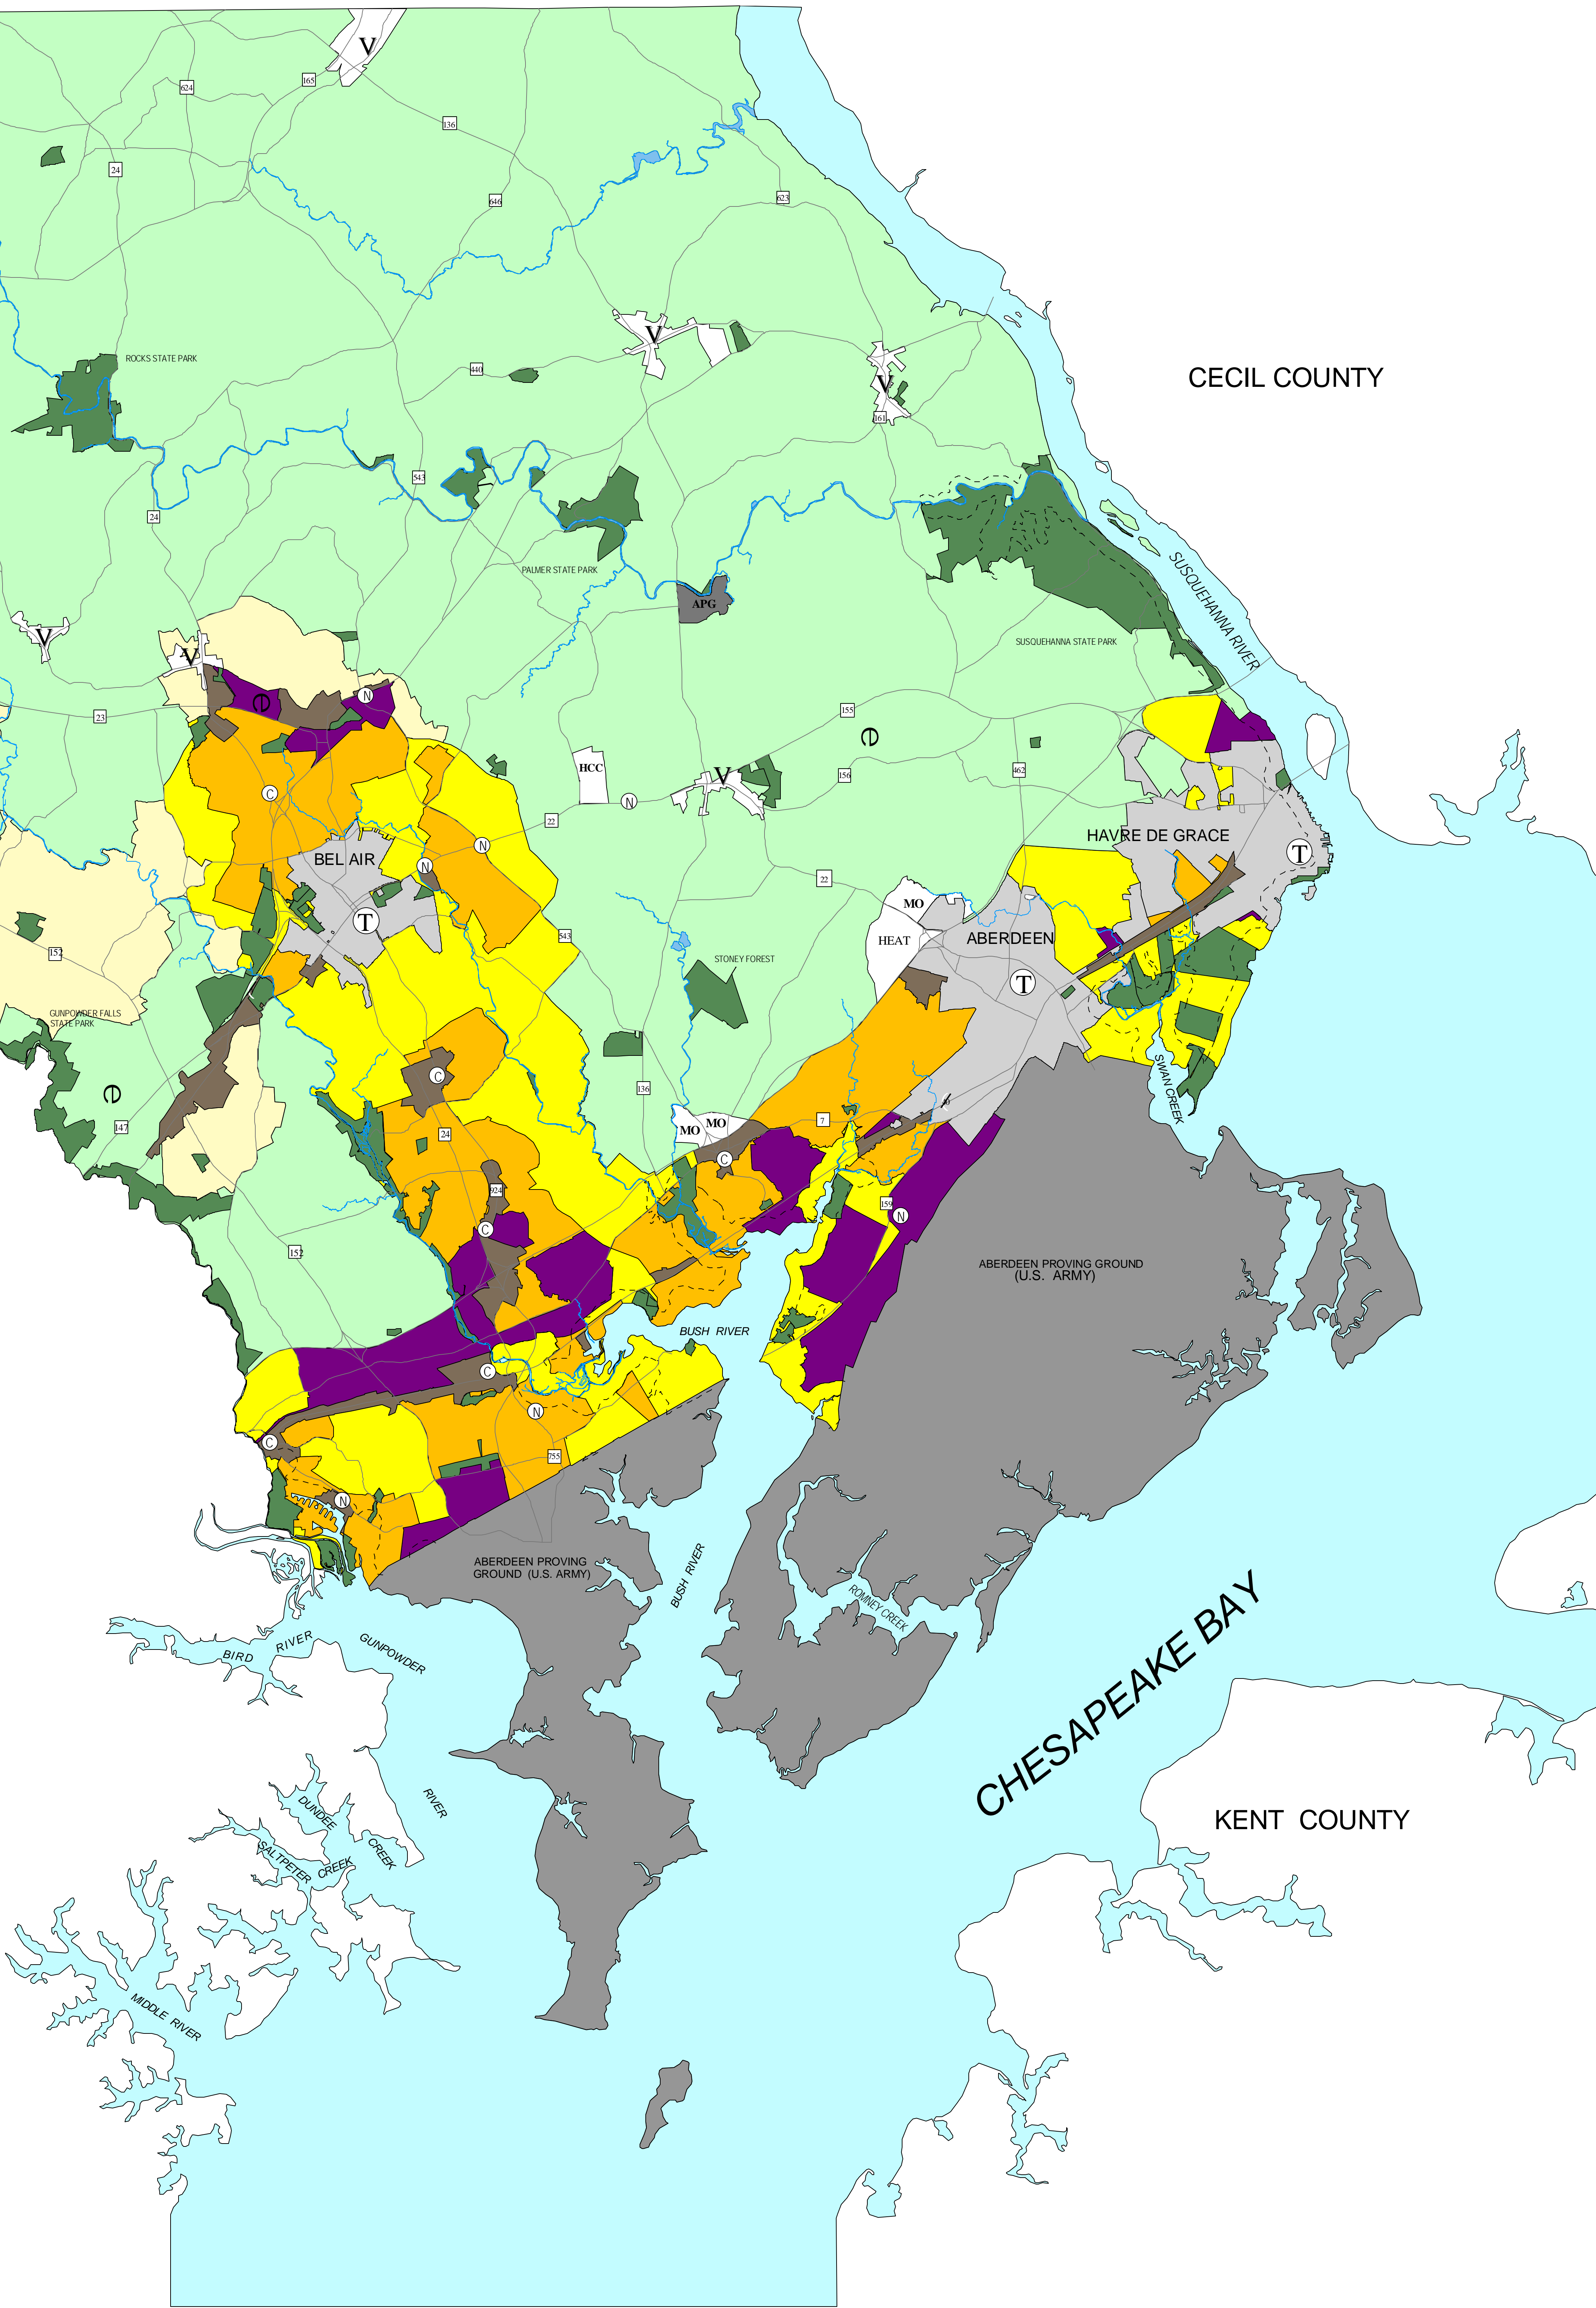 V
165
624
136
24
646
623
V
ROCKS STATE PARK
440
V
CECIL COUNTY
161
543
24
PALMER STATE PARK
SUSQUEHANNA RIVER
APG
V
SUSQUEHANNA STATE PARK
V
N
e
23
155
e
HCC
V
156
462
C
N
22
HAVRE DE GRACE
N
BEL AIR
N
T
22
T
MO
HEAT
ABERDEEN
543
152
STONEY FOREST
T
GUNPOWDER FALLS
STATE PARK
SWAN CREEK
C
e
136
147
MO
MO
7
24
C
924
159
N
C
152
ABERDEEN PROVING GROUND
(U.S. ARMY)
BUSH RIVER
C
N
C
755
N
ABERDEEN PROVING
GROUND (U.S. ARMY)
BUSH RIVER
ROMNEY CREEK
BIRD RIVER
GUNPOWDER
RIVER
CHESAPEAKE BAY
DUNDEE
CREEK
SALTPETER CREEK
KENT COUNTY
MIDDLE RIVER